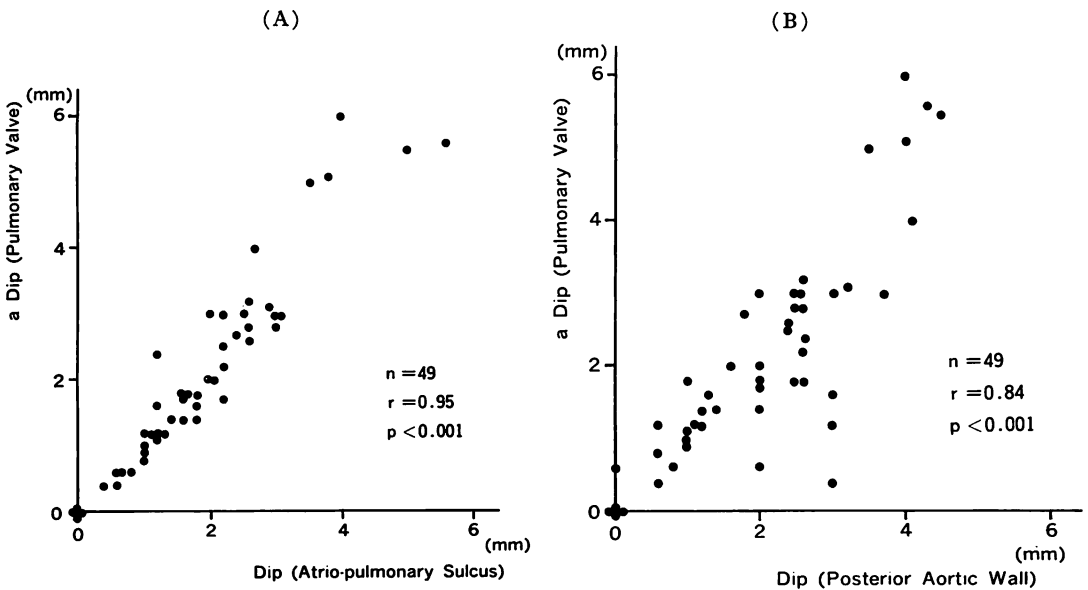 (A)
(mm)
a Dip (Pulmonary Valve)
6
4
2
0
0
2
4
6
(mm)
n=49
r=0.95
p<0.001
Dip (Atrio-pulmonary Sulcus)
(B)
(mm)
a Dip (Pulmonary Valve)
6
4
2
0
0
2
4
6
(mm)
n=49
r=0.84
p<0.001
Dip (Posterior Aortic Wall)